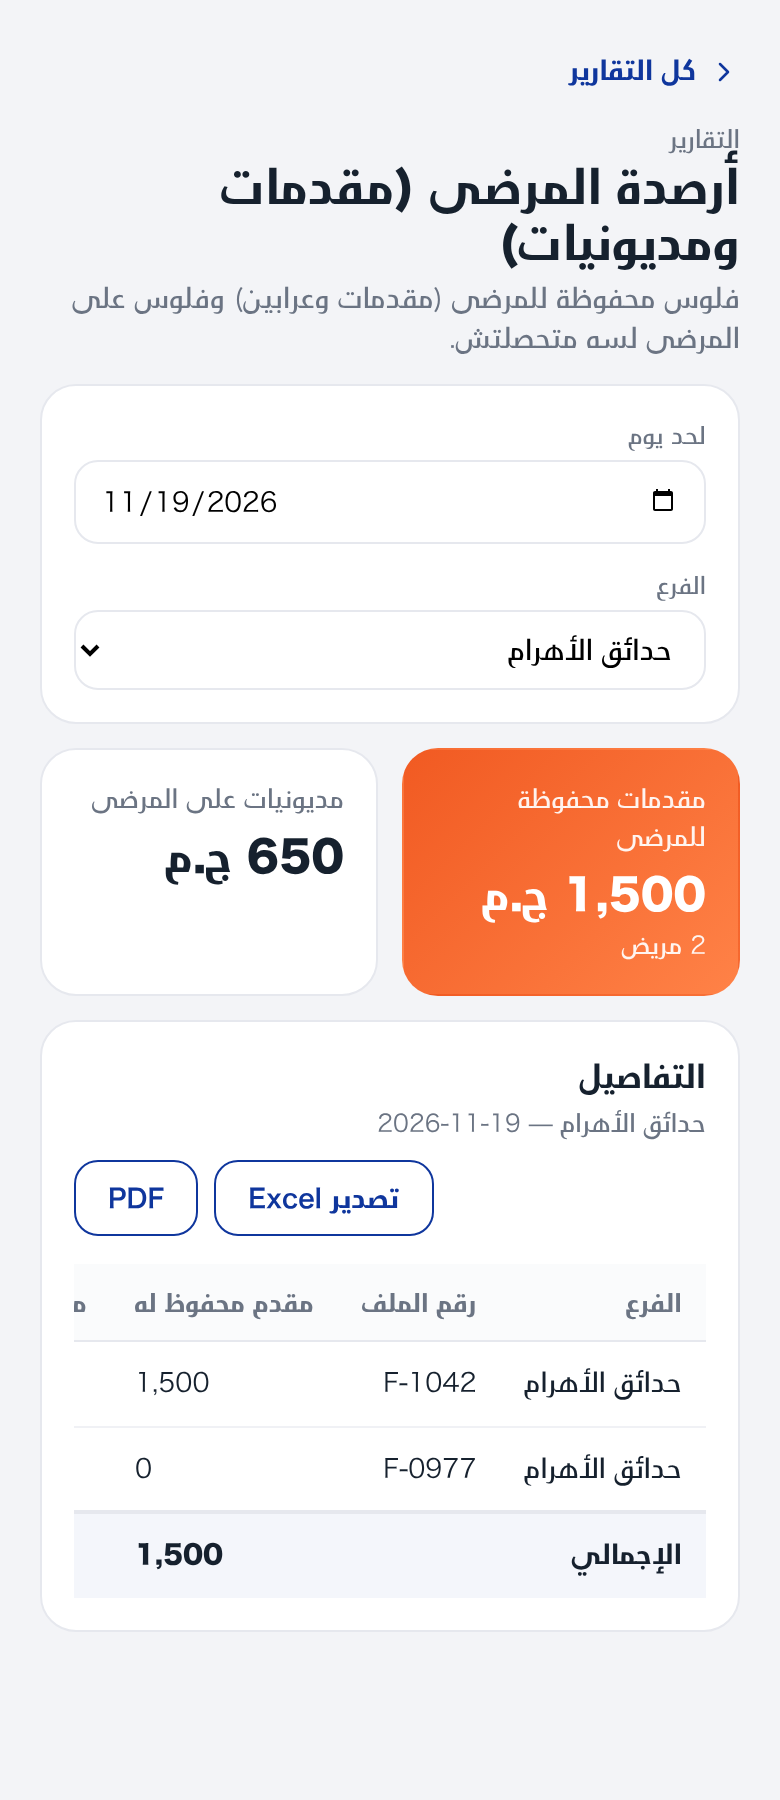 كل التقارير
التقارير
أرصدة المرضى (مقدمات
ومديونيات)
فلوس محفوظة للمرضى (مقدمات وعرابين) وفلوس على
المرضى لسه متحصلتش.
لحد يوم
11/19/2026
الفرع
حدائق الأهرام
مقدمات محفوظة
للمرضى
1,500 ج.م
2 مريض
مديونيات على المرضى
650 ج.م
التفاصيل
حدائق الأهرام — 2026-11-19
تصدير Excel
PDF
الفرع رقم الملف مقدم محفوظ له
حدائق الأهرام F-1042 1,500
حدائق الأهرام F-0977 0
الإجمالي 1,500